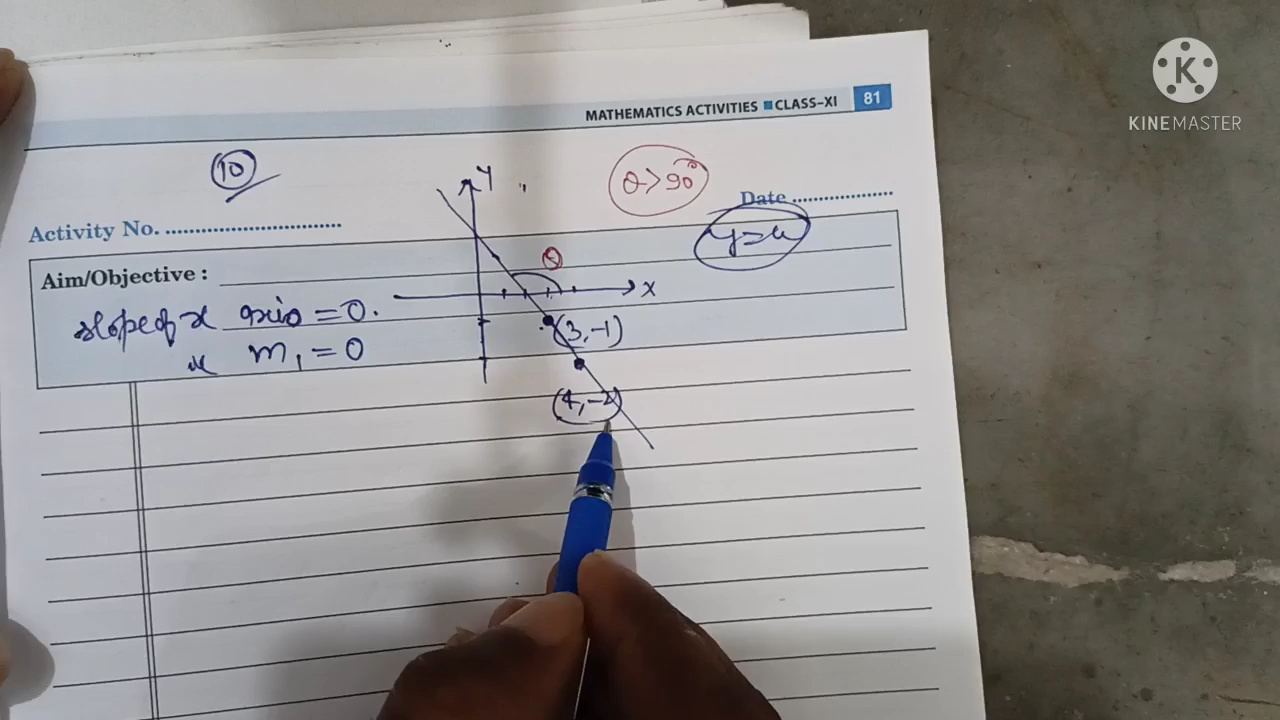 MATHEMATICS ACTIVITIES ■ CLASS–XI 81
KINEMASTER
10
Y
θ > 90°
Date
Activity No.
θ
Aim/Objective :
X
slope of x axis = 0.
(3, -1)
m₁ = 0
(4, -2)